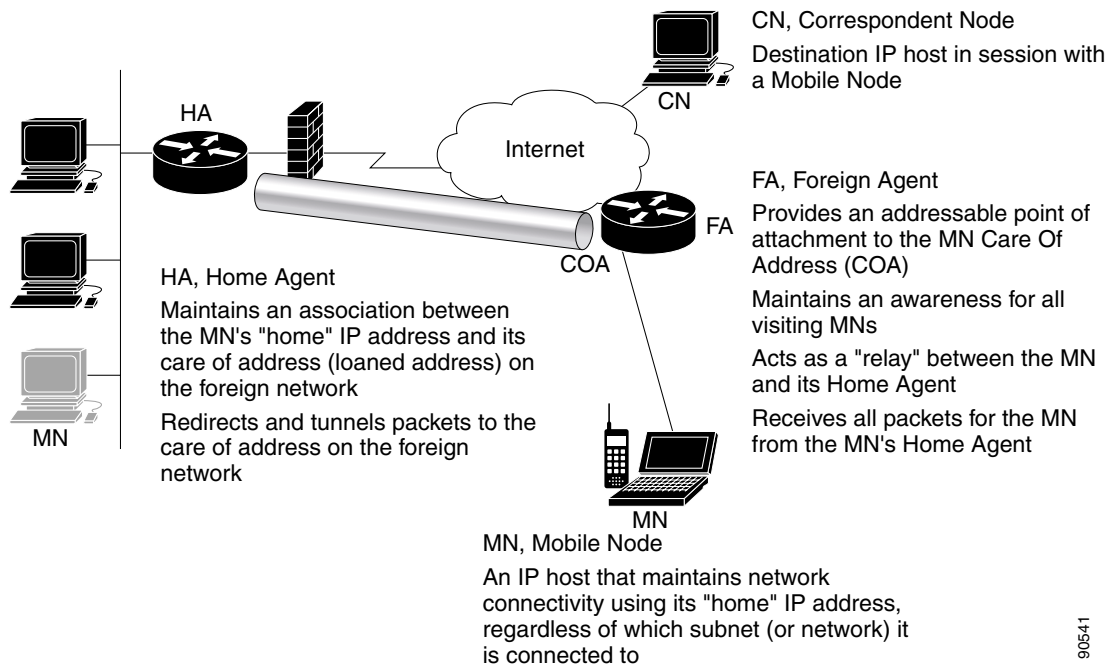 CN, Correspondent Node
Destination IP host in session with
a Mobile Node
CN
HA
Internet
FA
COA
FA, Foreign Agent
Provides an addressable point of
attachment to the MN Care Of
Address (COA)
Maintains an awareness for all
visiting MNs
Acts as a "relay" between the MN
and its Home Agent
Receives all packets for the MN
from the MN's Home Agent
HA, Home Agent
Maintains an association between
the MN's "home" IP address and its
care of address (loaned address) on
the foreign network
Redirects and tunnels packets to the
care of address on the foreign
network
MN
MN
MN, Mobile Node
An IP host that maintains network
connectivity using its "home" IP address,
regardless of which subnet (or network) it
is connected to
90541